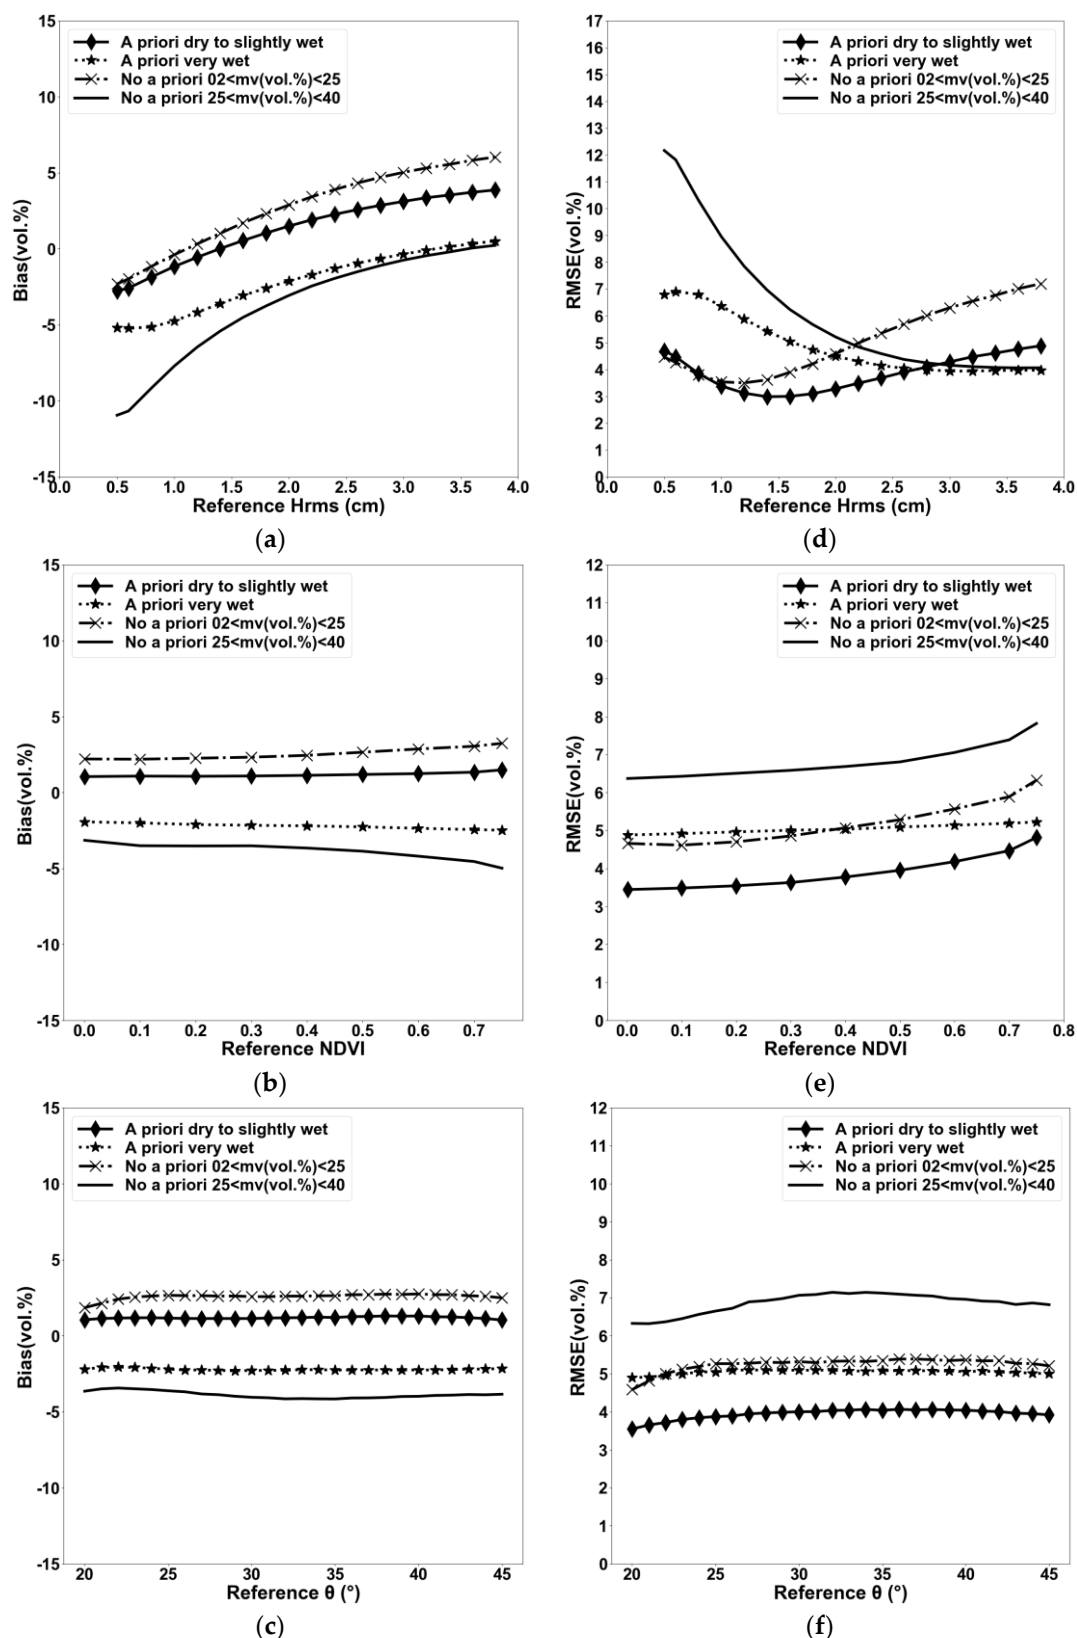 15
10
5
0
-5
-10
-15
Bias(vol.%)
A priori dry to slightly wet
A priori very wet
No a priori 02<mv(vol.%)<25
No a priori 25<mv(vol.%)<40
0.0 0.5 1.0 1.5 2.0 2.5 3.0 3.5 4.0
Reference Hrms (cm)
(a)
17
16
15
14
13
12
11
10
9
8
7
6
5
4
3
2
1
0
RMSE(vol.%)
A priori dry to slightly wet
A priori very wet
No a priori 02<mv(vol.%)<25
No a priori 25<mv(vol.%)<40
0.0 0.5 1.0 1.5 2.0 2.5 3.0 3.5 4.0
Reference Hrms (cm)
(d)
15
10
5
0
-5
-10
-15
Bias(vol.%)
A priori dry to slightly wet
A priori very wet
No a priori 02<mv(vol.%)<25
No a priori 25<mv(vol.%)<40
0.0 0.1 0.2 0.3 0.4 0.5 0.6 0.7
Reference NDVI
(b)
12
11
10
9
8
7
6
5
4
3
2
1
0
RMSE(vol.%)
A priori dry to slightly wet
A priori very wet
No a priori 02<mv(vol.%)<25
No a priori 25<mv(vol.%)<40
0.0 0.1 0.2 0.3 0.4 0.5 0.6 0.7 0.8
Reference NDVI
(e)
15
10
5
0
-5
-10
-15
Bias(vol.%)
A priori dry to slightly wet
A priori very wet
No a priori 02<mv(vol.%)<25
No a priori 25<mv(vol.%)<40
20 25 30 35 40 45
Reference θ (°)
(c)
12
11
10
9
8
7
6
5
4
3
2
1
0
RMSE(vol.%)
A priori dry to slightly wet
A priori very wet
No a priori 02<mv(vol.%)<25
No a priori 25<mv(vol.%)<40
20 25 30 35 40 45
Reference θ (°)
(f)